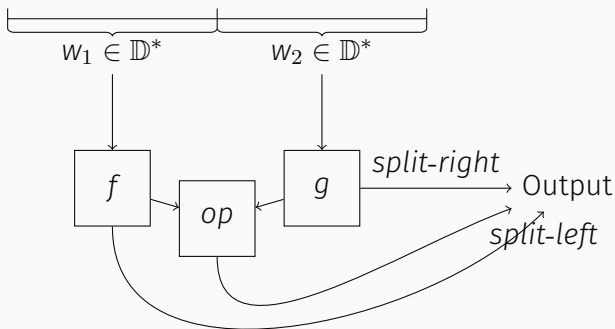 w₁ ∈ 𝔻* w₂ ∈ 𝔻*
split-right
f op g Output
split-left